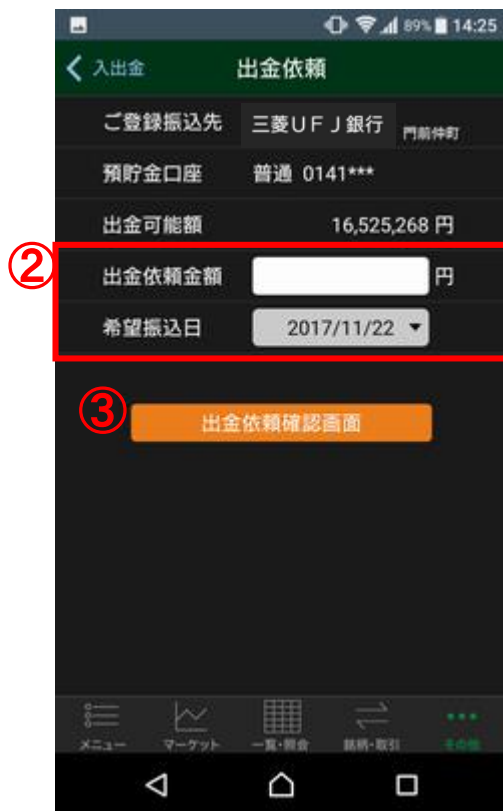 89% 14:25
入出金 出金依頼
ご登録振込先 三菱UFJ銀行 門前仲町
預貯金口座 普通 0141***
出金可能額 16,525,268 円
② 出金依頼金額 円
希望振込日 2017/11/22
③ 出金依頼確認画面
メニュー マーケット 一覧・照会 銘柄・取引 その他